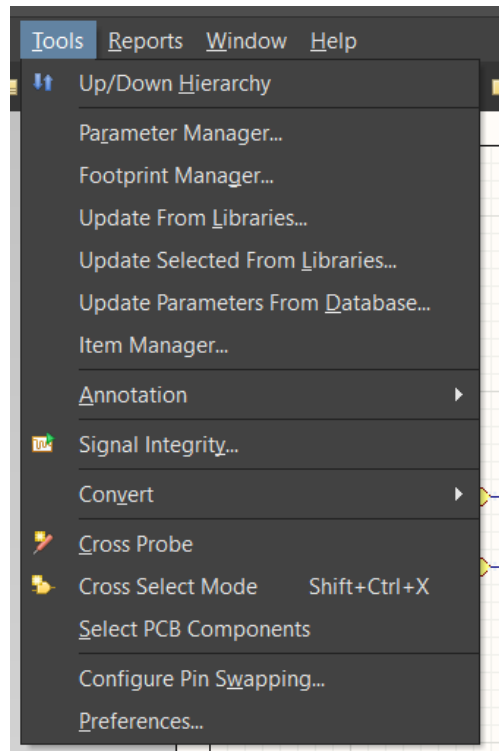 Tools Reports Window Help
Up/Down Hierarchy
Parameter Manager...
Footprint Manager...
Update From Libraries...
Update Selected From Libraries...
Update Parameters From Database...
Item Manager...
Annotation
Signal Integrity...
Convert
Cross Probe
Cross Select Mode Shift+Ctrl+X
Select PCB Components
Configure Pin Swapping...
Preferences...